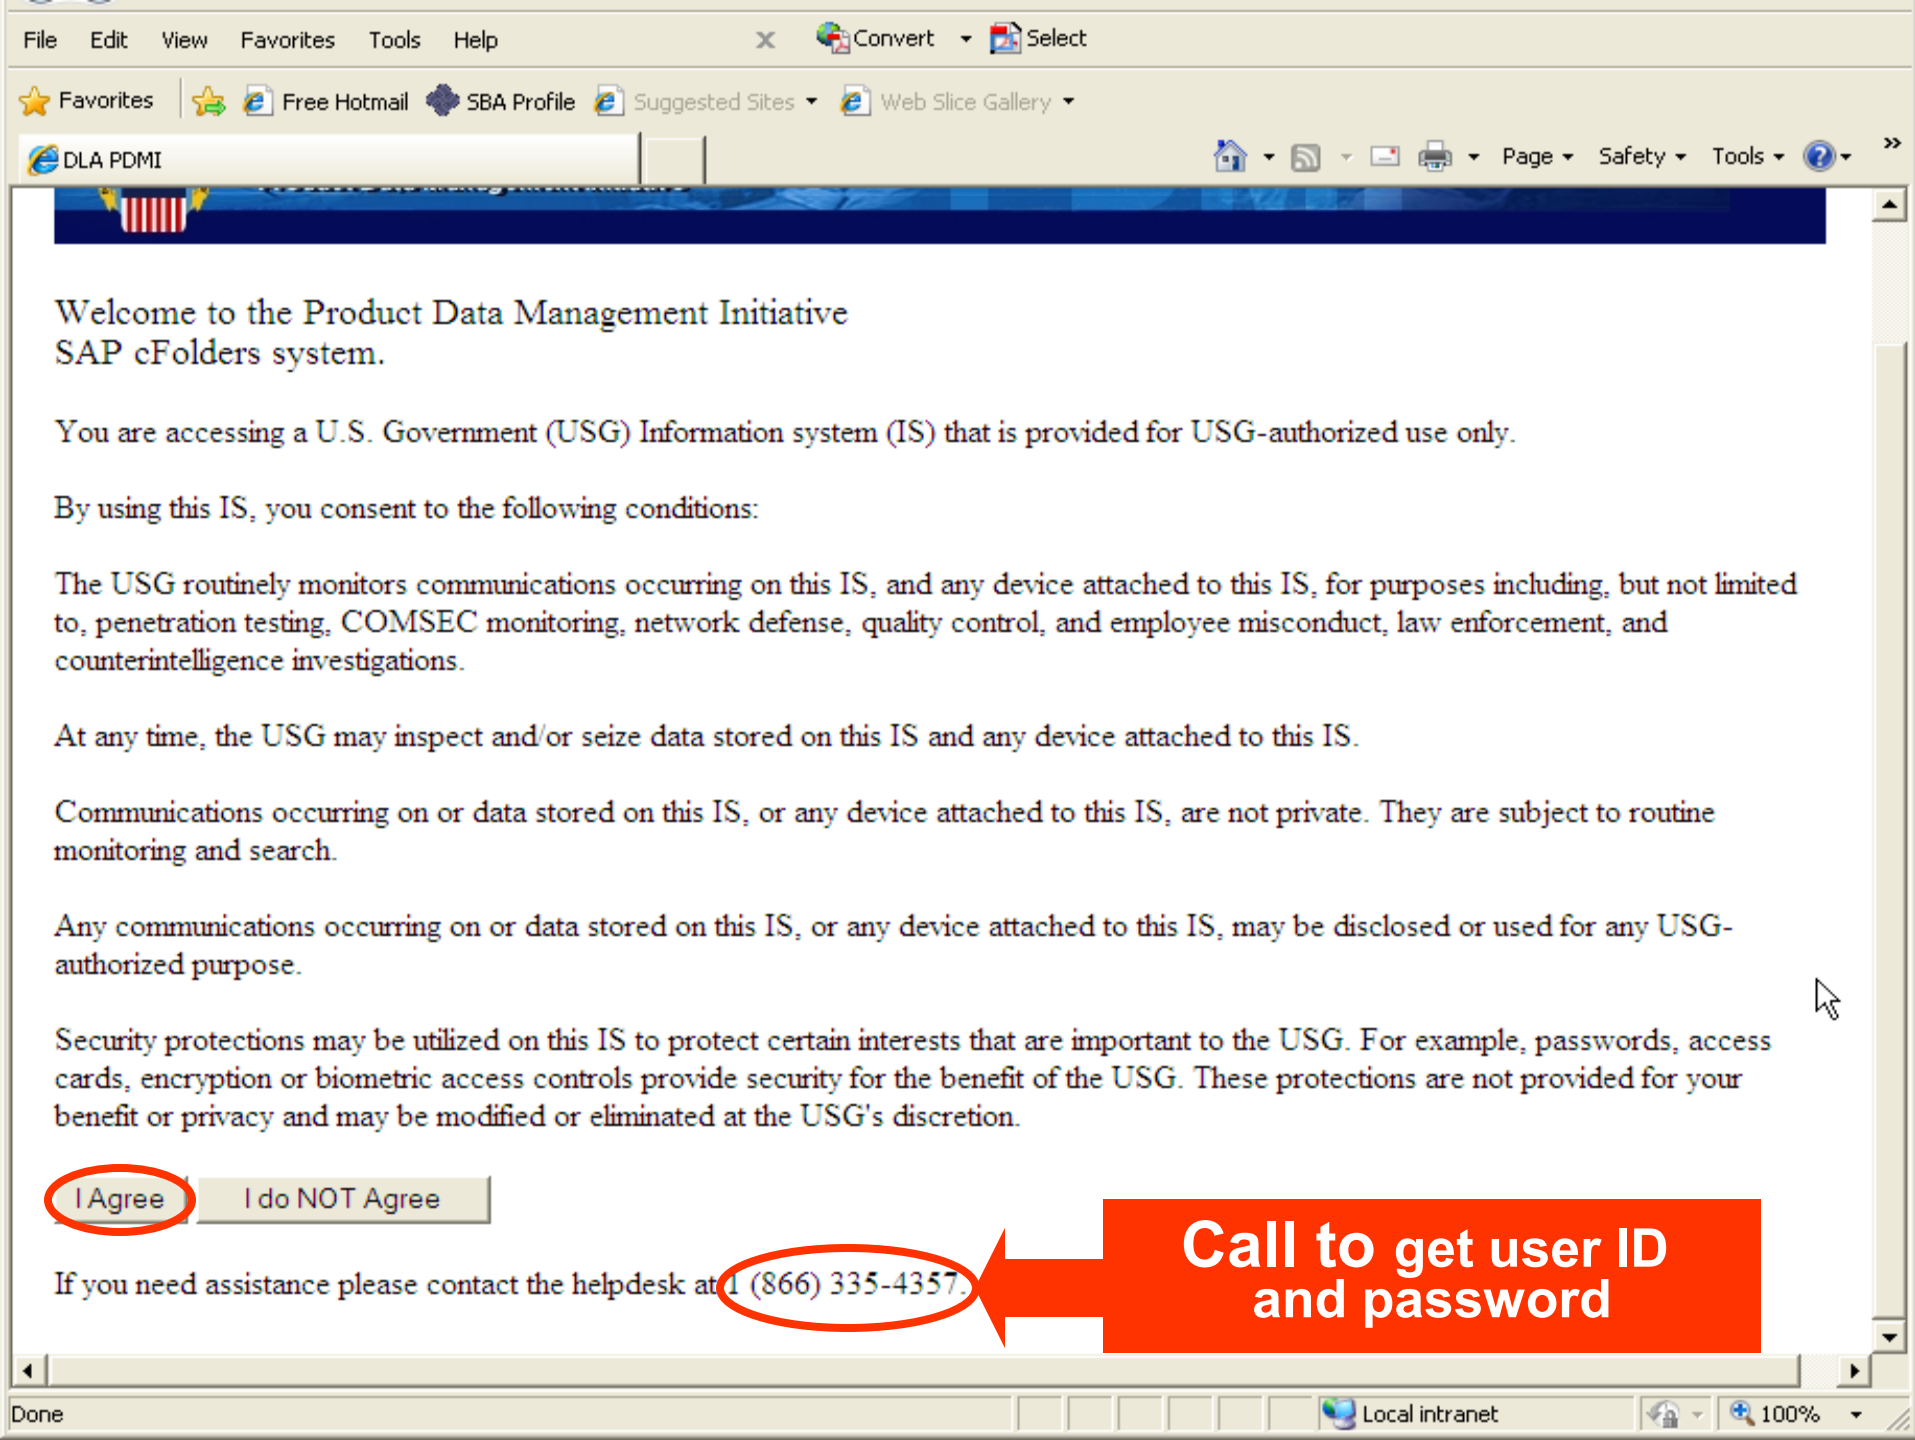 File Edit View Favorites Tools Help x Convert Select
Favorites Free Hotmail SBA Profile Suggested Sites Web Slice Gallery
DLA PDMI Page Safety Tools »
Product Data Management Initiative
Welcome to the Product Data Management Initiative
SAP cFolders system.
You are accessing a U.S. Government (USG) Information system (IS) that is provided for USG-authorized use only.
By using this IS, you consent to the following conditions:
The USG routinely monitors communications occurring on this IS, and any device attached to this IS, for purposes including, but not limited
to, penetration testing, COMSEC monitoring, network defense, quality control, and employee misconduct, law enforcement, and
counterintelligence investigations.
At any time, the USG may inspect and/or seize data stored on this IS and any device attached to this IS.
Communications occurring on or data stored on this IS, or any device attached to this IS, are not private. They are subject to routine
monitoring and search.
Any communications occurring on or data stored on this IS, or any device attached to this IS, may be disclosed or used for any USG-
authorized purpose.
Security protections may be utilized on this IS to protect certain interests that are important to the USG. For example, passwords, access
cards, encryption or biometric access controls provide security for the benefit of the USG. These protections are not provided for your
benefit or privacy and may be modified or eliminated at the USG's discretion.
I Agree I do NOT Agree
Call to get user ID
and password
If you need assistance please contact the helpdesk at 1 (866) 335-4357.
Done Local intranet 100%